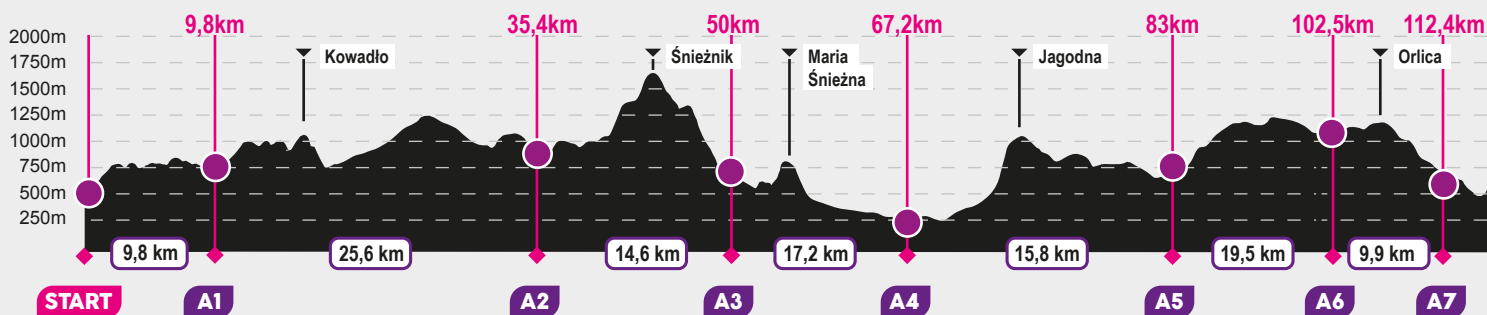 9,8km 35,4km 50km 67,2km 83km 102,5km 112,4km
2000m
1750m
1500m
1250m
1000m
750m
500m
250m
Kowadło
Śnieżnik
Maria
Śnieżna
Jagodna
Orlica
9,8 km 25,6 km 14,6 km 17,2 km 15,8 km 19,5 km 9,9 km
START A1 A2 A3 A4 A5 A6 A7